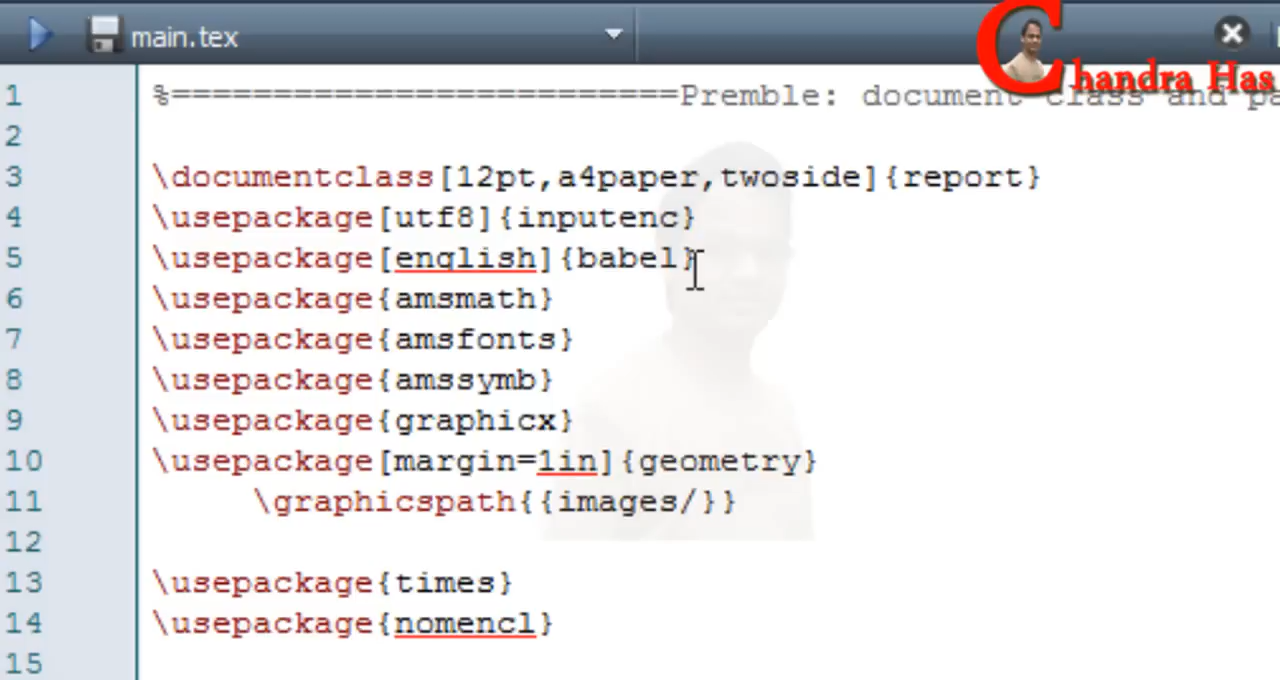 main.tex
Chandra Has
1 %=========================Premble: document class and pa
2
3 \documentclass[12pt,a4paper,twoside]{report}
4 \usepackage[utf8]{inputenc}
5 \usepackage[english]{babel}
6 \usepackage{amsmath}
7 \usepackage{amsfonts}
8 \usepackage{amssymb}
9 \usepackage{graphicx}
10 \usepackage[margin=1in]{geometry}
11 \graphicspath{{images/}}
12
13 \usepackage{times}
14 \usepackage{nomencl}
15